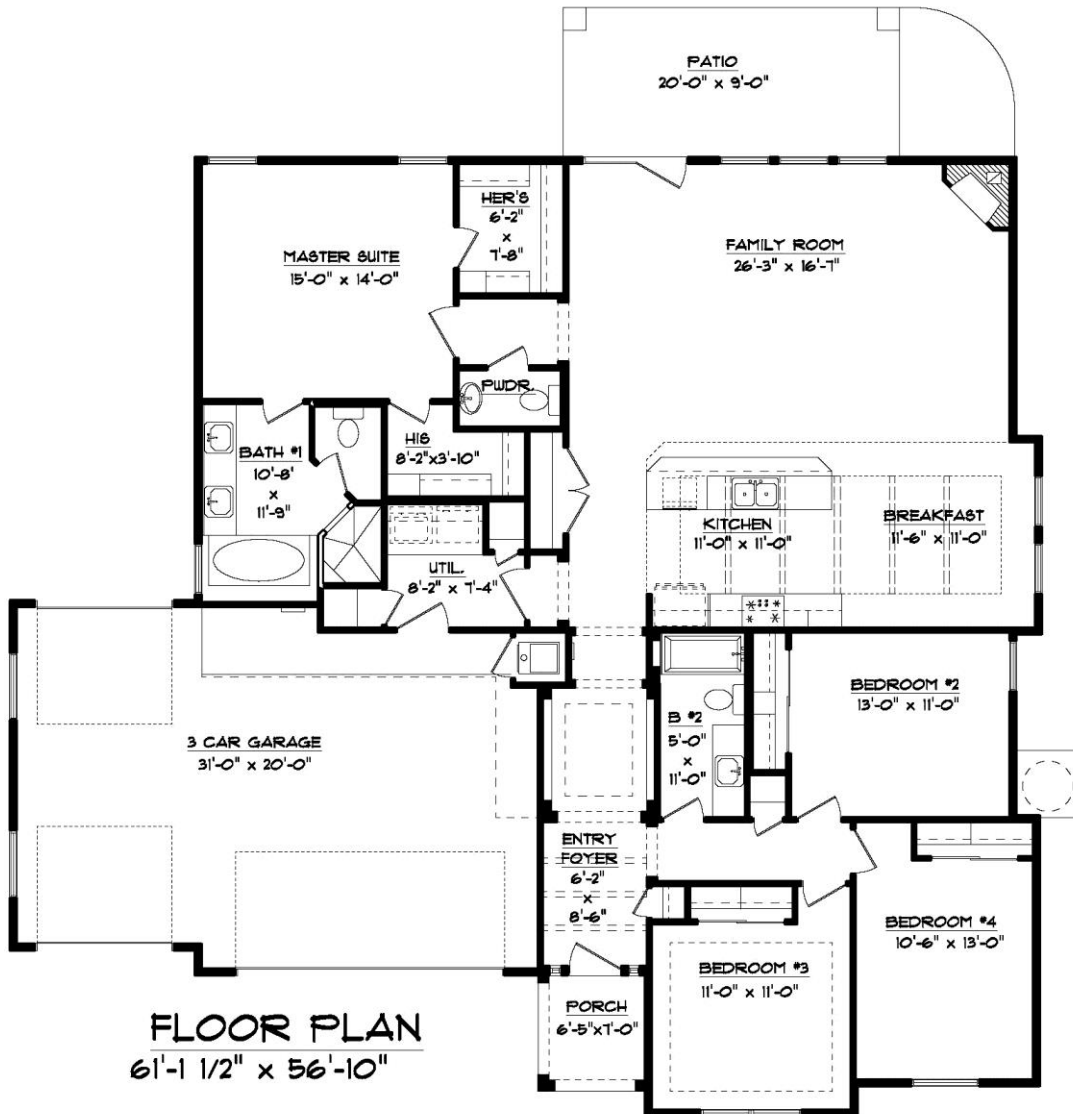 PATIO
20'-0" x 9'-0"
HER'S
6'-2"
x
7'-8"
MASTER SUITE
15'-0" x 14'-0"
FAMILY ROOM
26'-3" x 16'-7"
PWDR.
HIS
8'-2"x3'-10"
BATH #1
10'-8'
x
11'-9"
KITCHEN
11'-0" x 11'-0"
BREAKFAST
11'-6" x 11'-0"
UTIL.
8'-2" x 7'-4"
BEDROOM #2
13'-0" x 11'-0"
B #2
5'-0"
x
11'-0"
3 CAR GARAGE
31'-0" x 20'-0"
ENTRY
FOYER
6'-2"
x
8'-6"
BEDROOM #4
10'-6" x 13'-0"
BEDROOM #3
11'-0" x 11'-0"
PORCH
6'-5"x7'-0"
FLOOR PLAN
61'-1 1/2" x 56'-10"